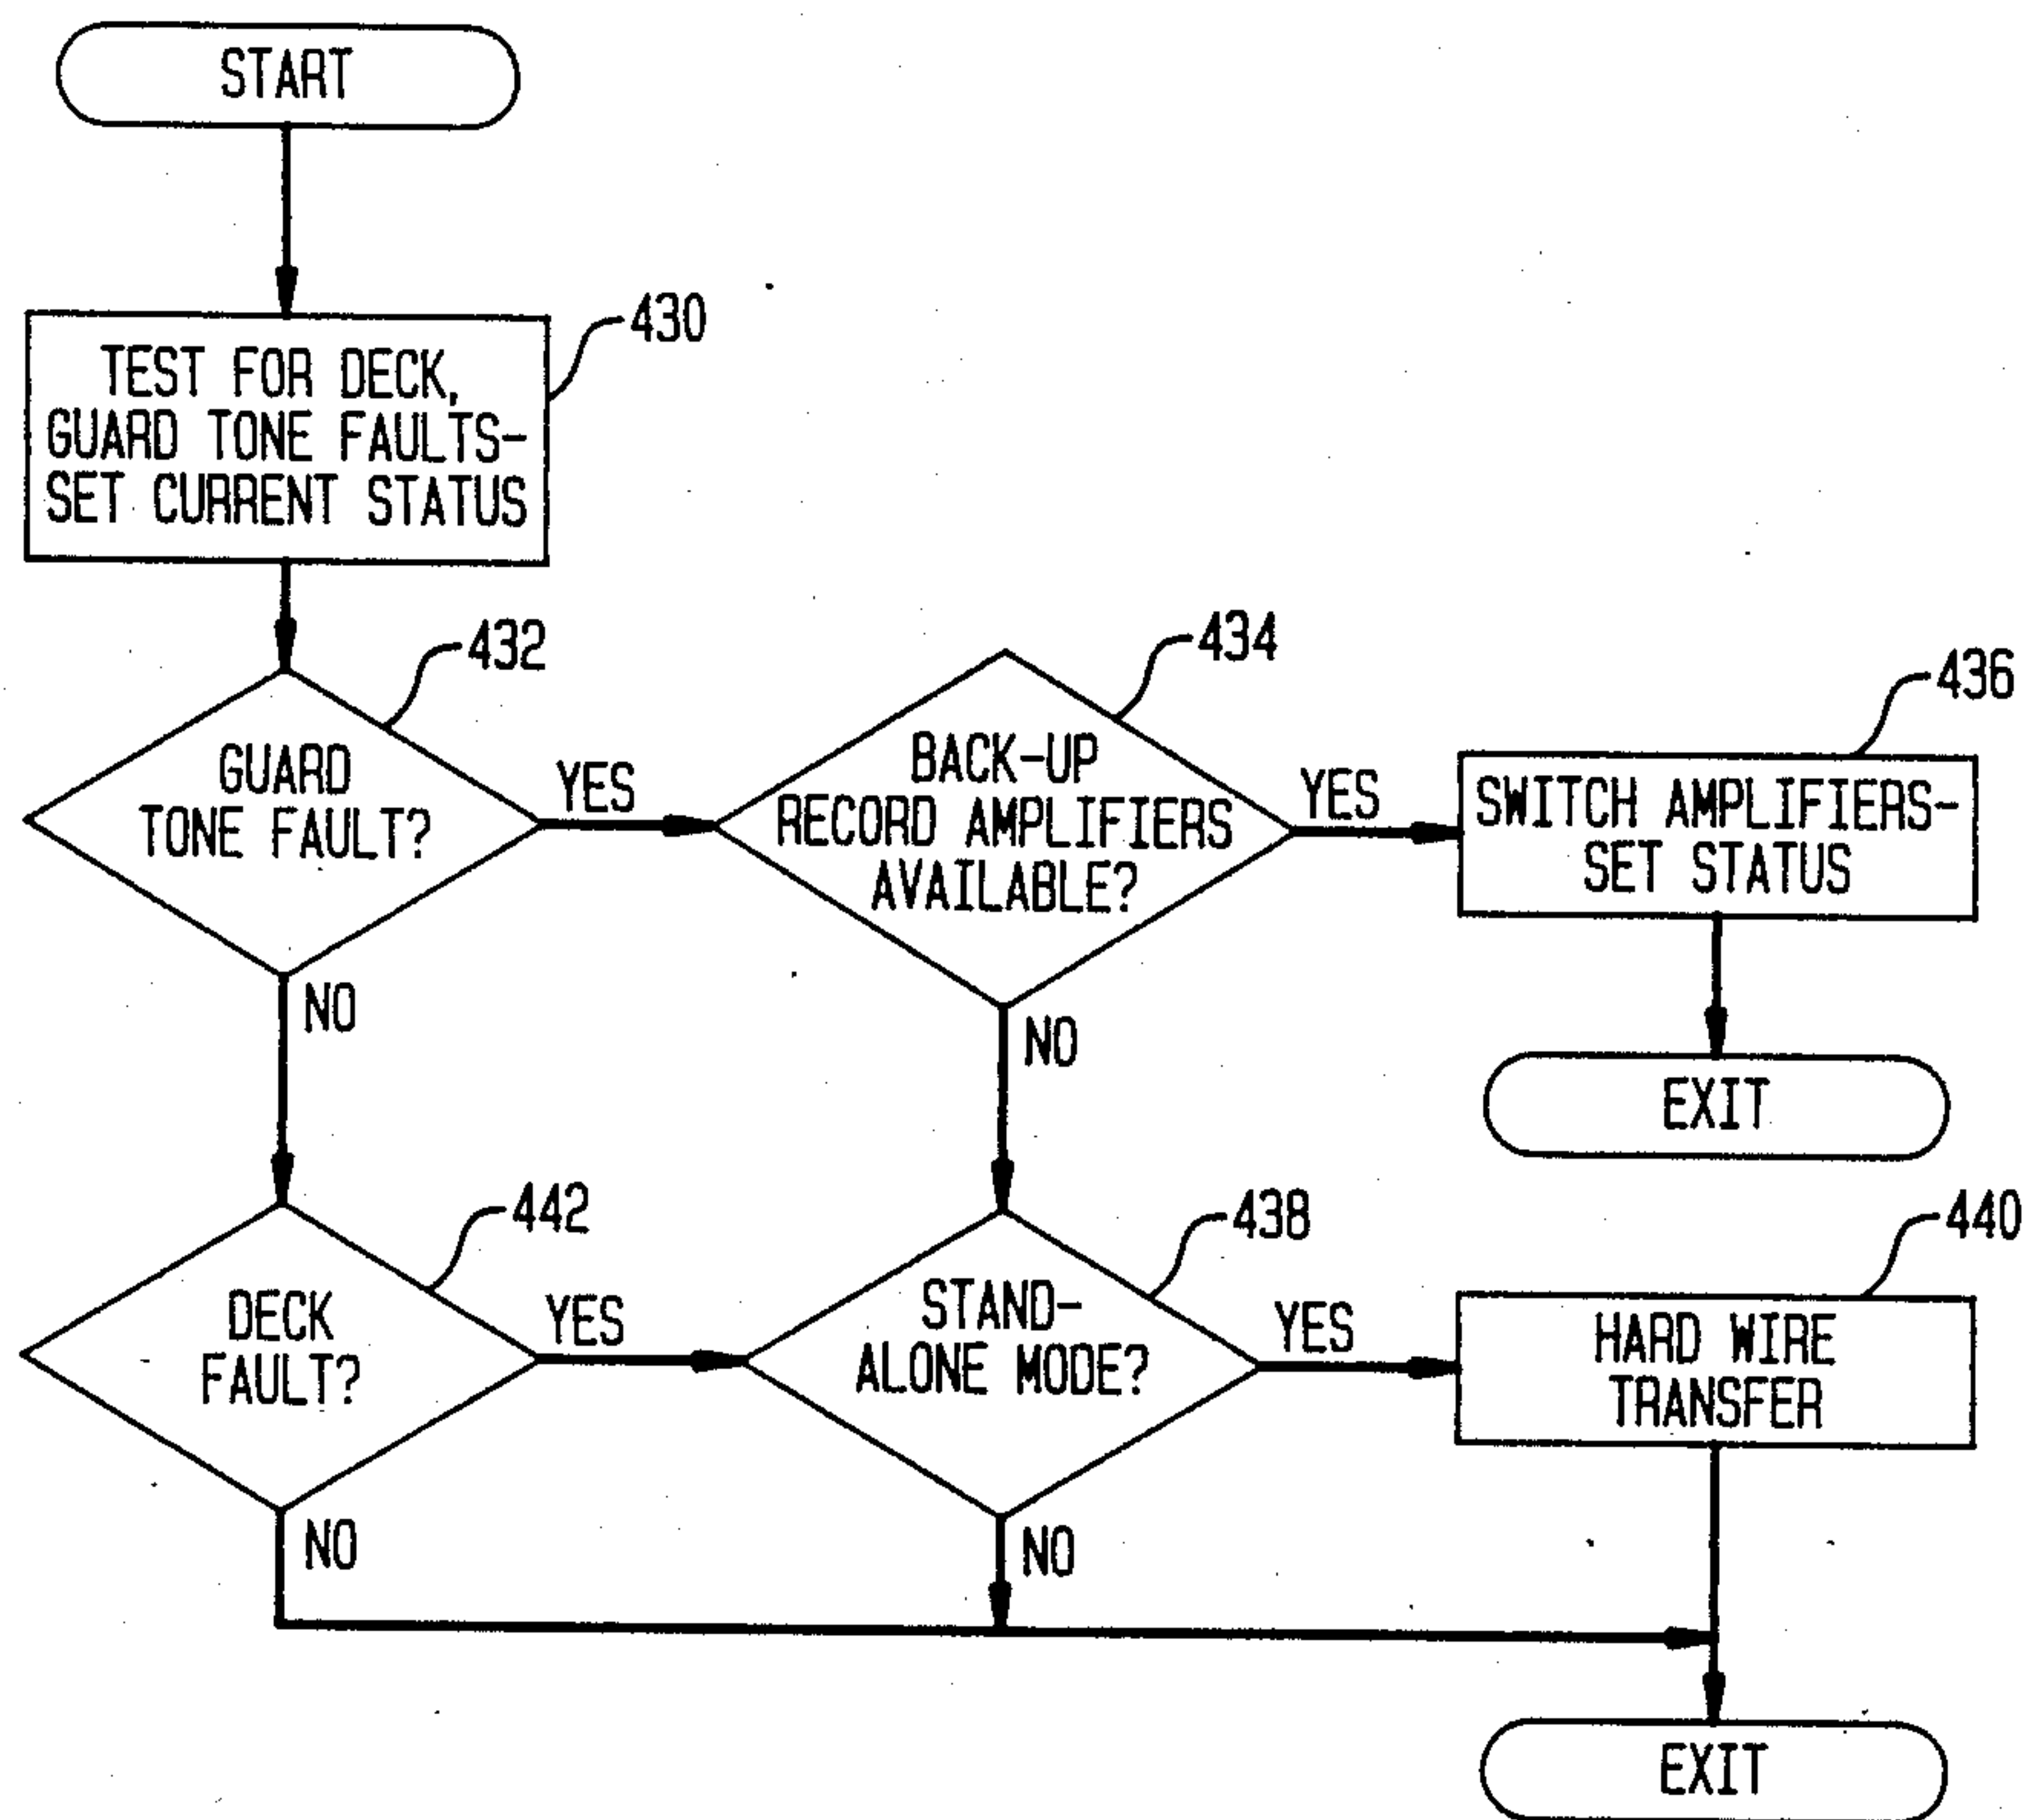 START
430
TEST FOR DECK,
GUARD TONE FAULTS-
SET CURRENT STATUS
432
GUARD
TONE FAULT?
YES
NO
434
BACK-UP
RECORD AMPLIFIERS
AVAILABLE?
YES
NO
436
SWITCH AMPLIFIERS-
SET STATUS
EXIT
442
DECK
FAULT?
YES
NO
438
STAND-
ALONE MODE?
YES
NO
440
HARD WIRE
TRANSFER
EXIT